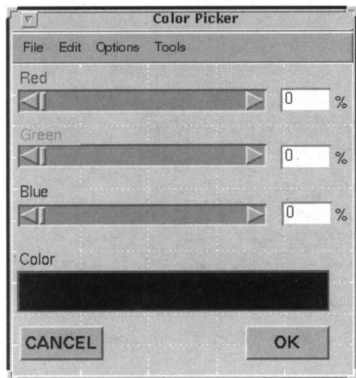 Color Picker
File Edit Options Tools
Red
0 %
Green
0 %
Blue
0 %
Color
CANCEL OK